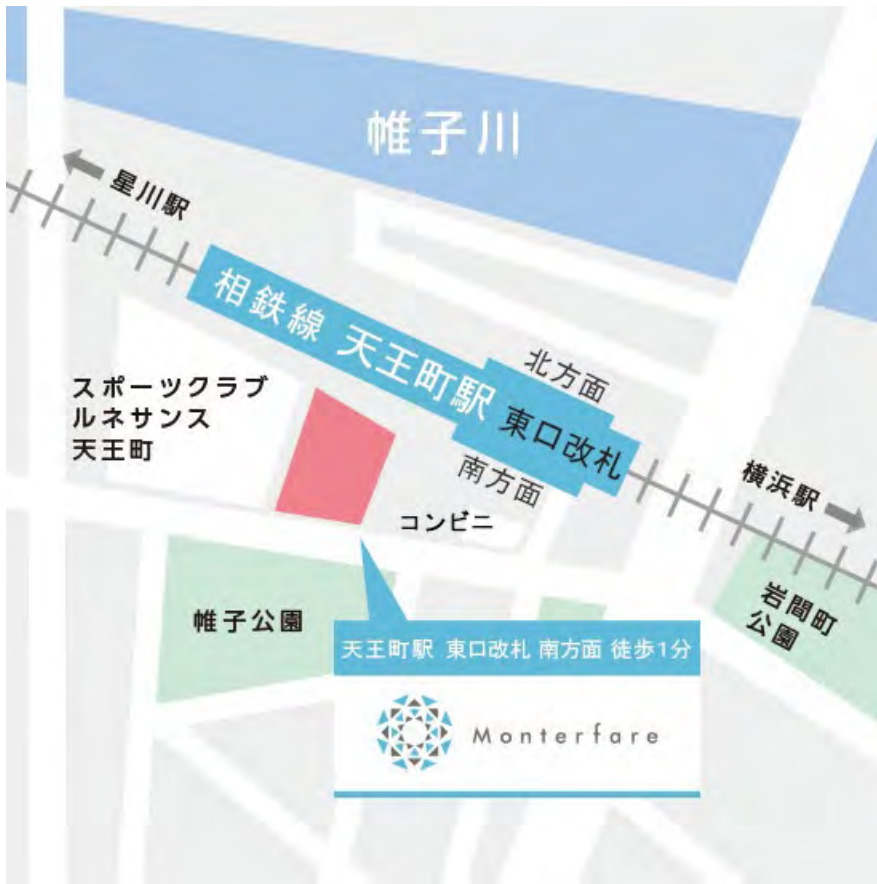 帷子川
星川駅
相鉄線 天王町駅
北方面
東口改札
南方面
横浜駅
スポーツクラブ
ルネサンス
天王町
コンビニ
岩間町
公園
帷子公園
天王町駅 東口改札 南方面 徒歩1分
Monterfare